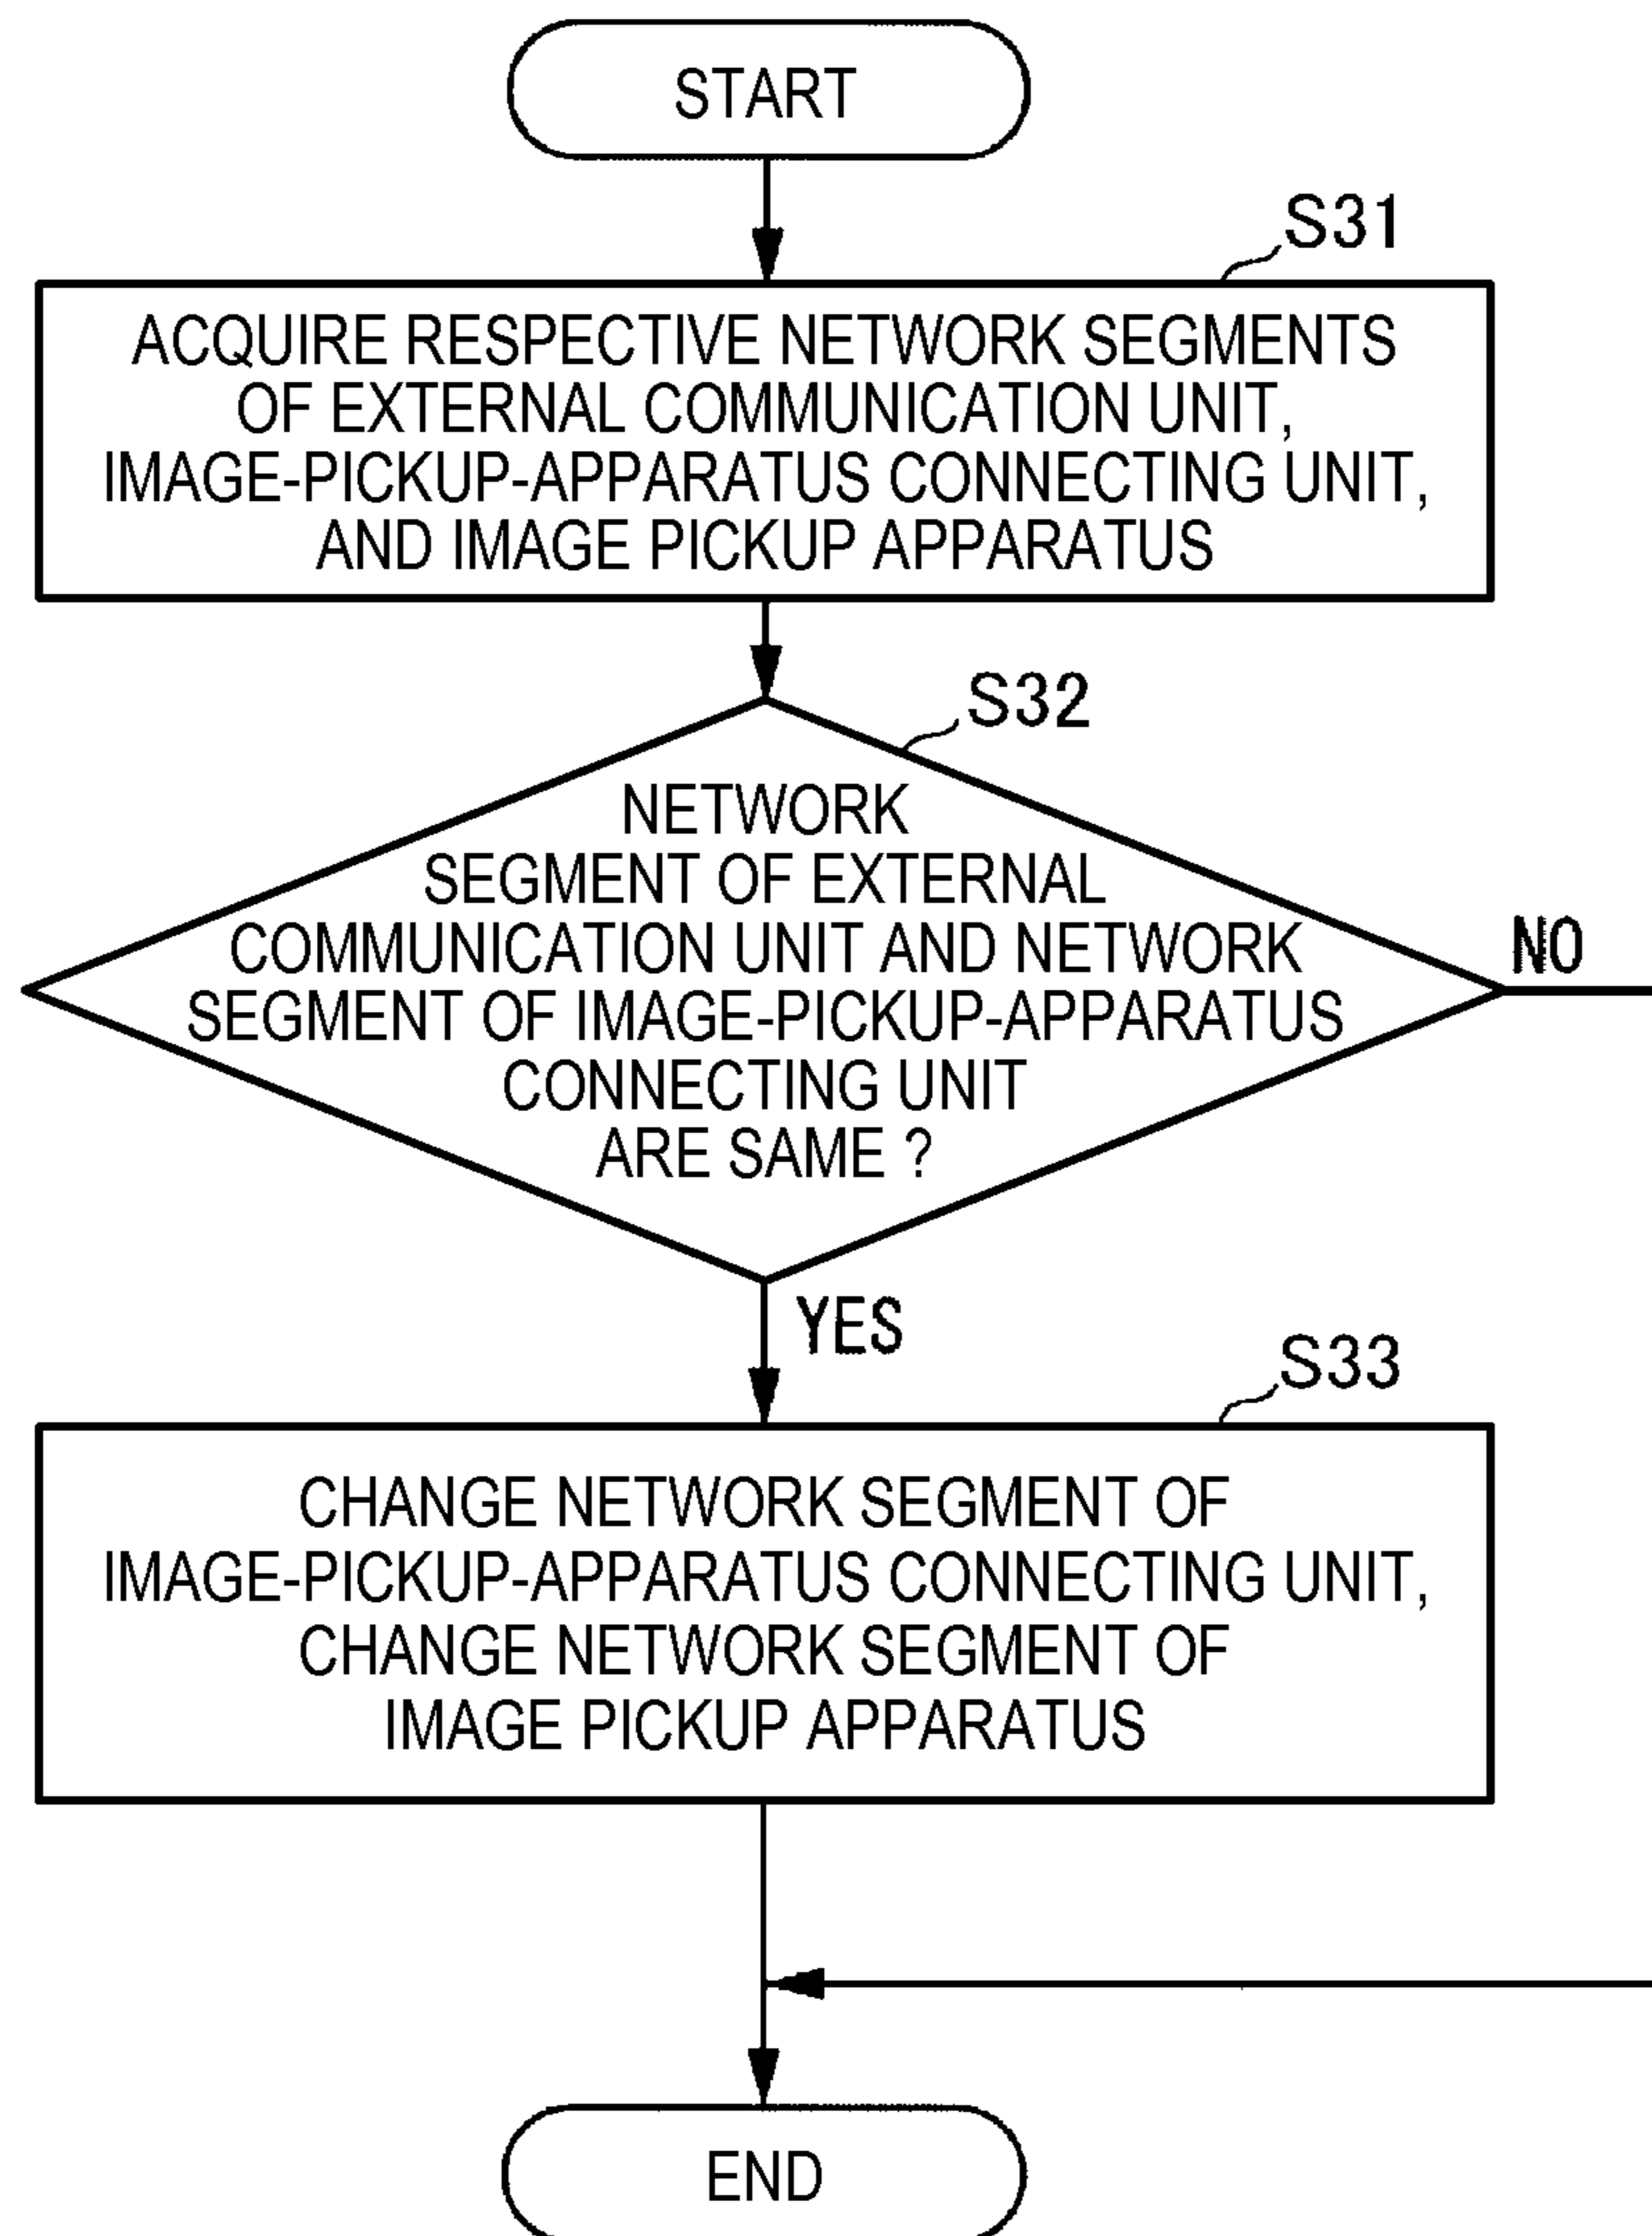 START
S31
ACQUIRE RESPECTIVE NETWORK SEGMENTS
OF EXTERNAL COMMUNICATION UNIT,
IMAGE-PICKUP-APPARATUS CONNECTING UNIT,
AND IMAGE PICKUP APPARATUS
S32
NETWORK
SEGMENT OF EXTERNAL
COMMUNICATION UNIT AND NETWORK
SEGMENT OF IMAGE-PICKUP-APPARATUS
CONNECTING UNIT
ARE SAME ?
NO
YES
S33
CHANGE NETWORK SEGMENT OF
IMAGE-PICKUP-APPARATUS CONNECTING UNIT,
CHANGE NETWORK SEGMENT OF
IMAGE PICKUP APPARATUS
END